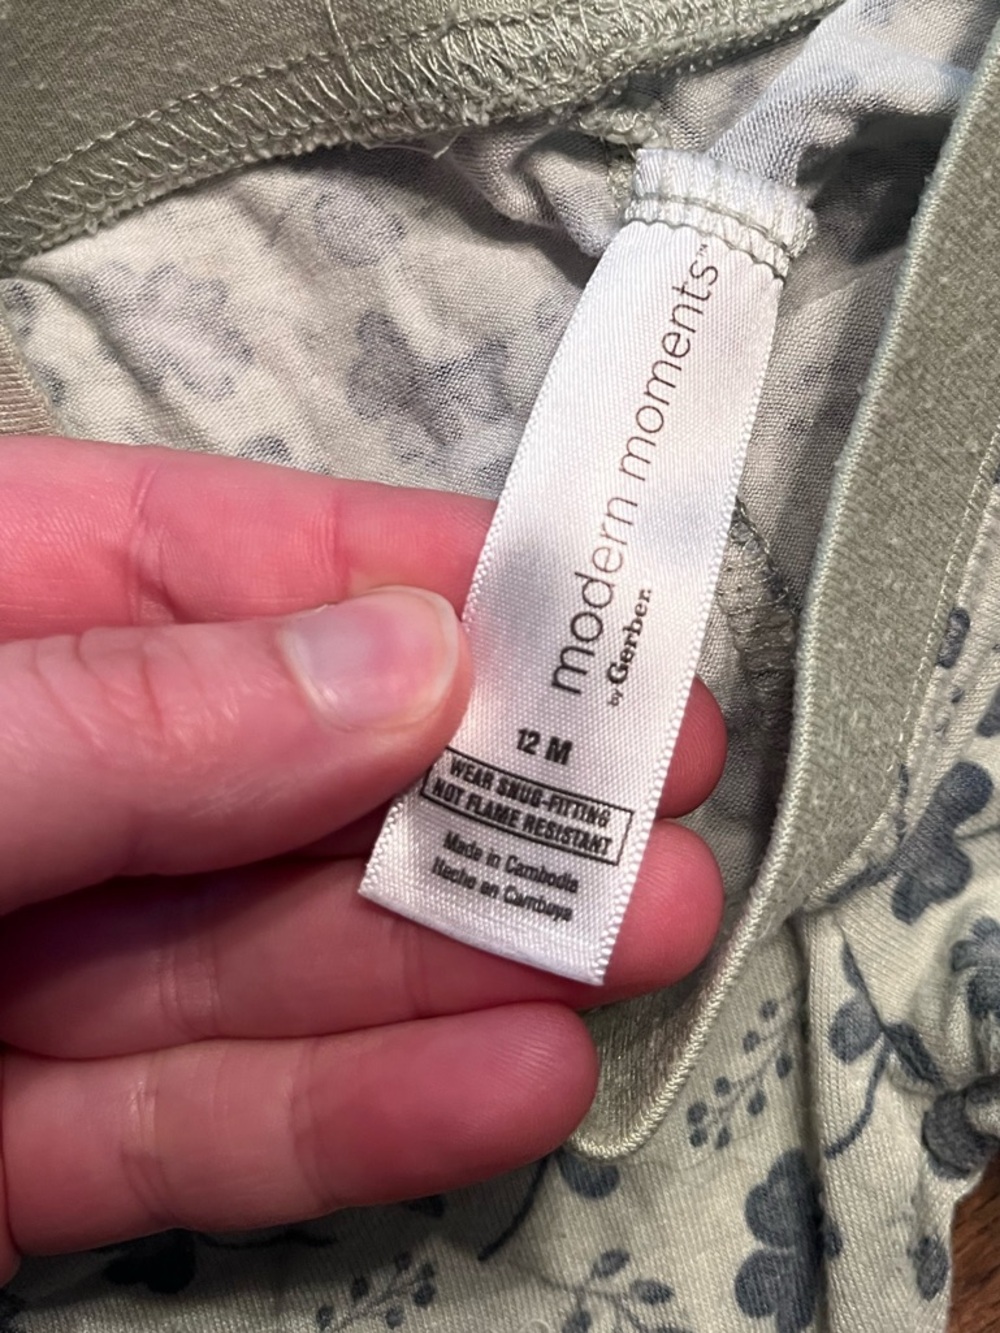 modern moments™
by Gerber.
12 M
WEAR SNUG-FITTING
NOT FLAME RESISTANT
Made in Cambodia
Hecho en Camboya